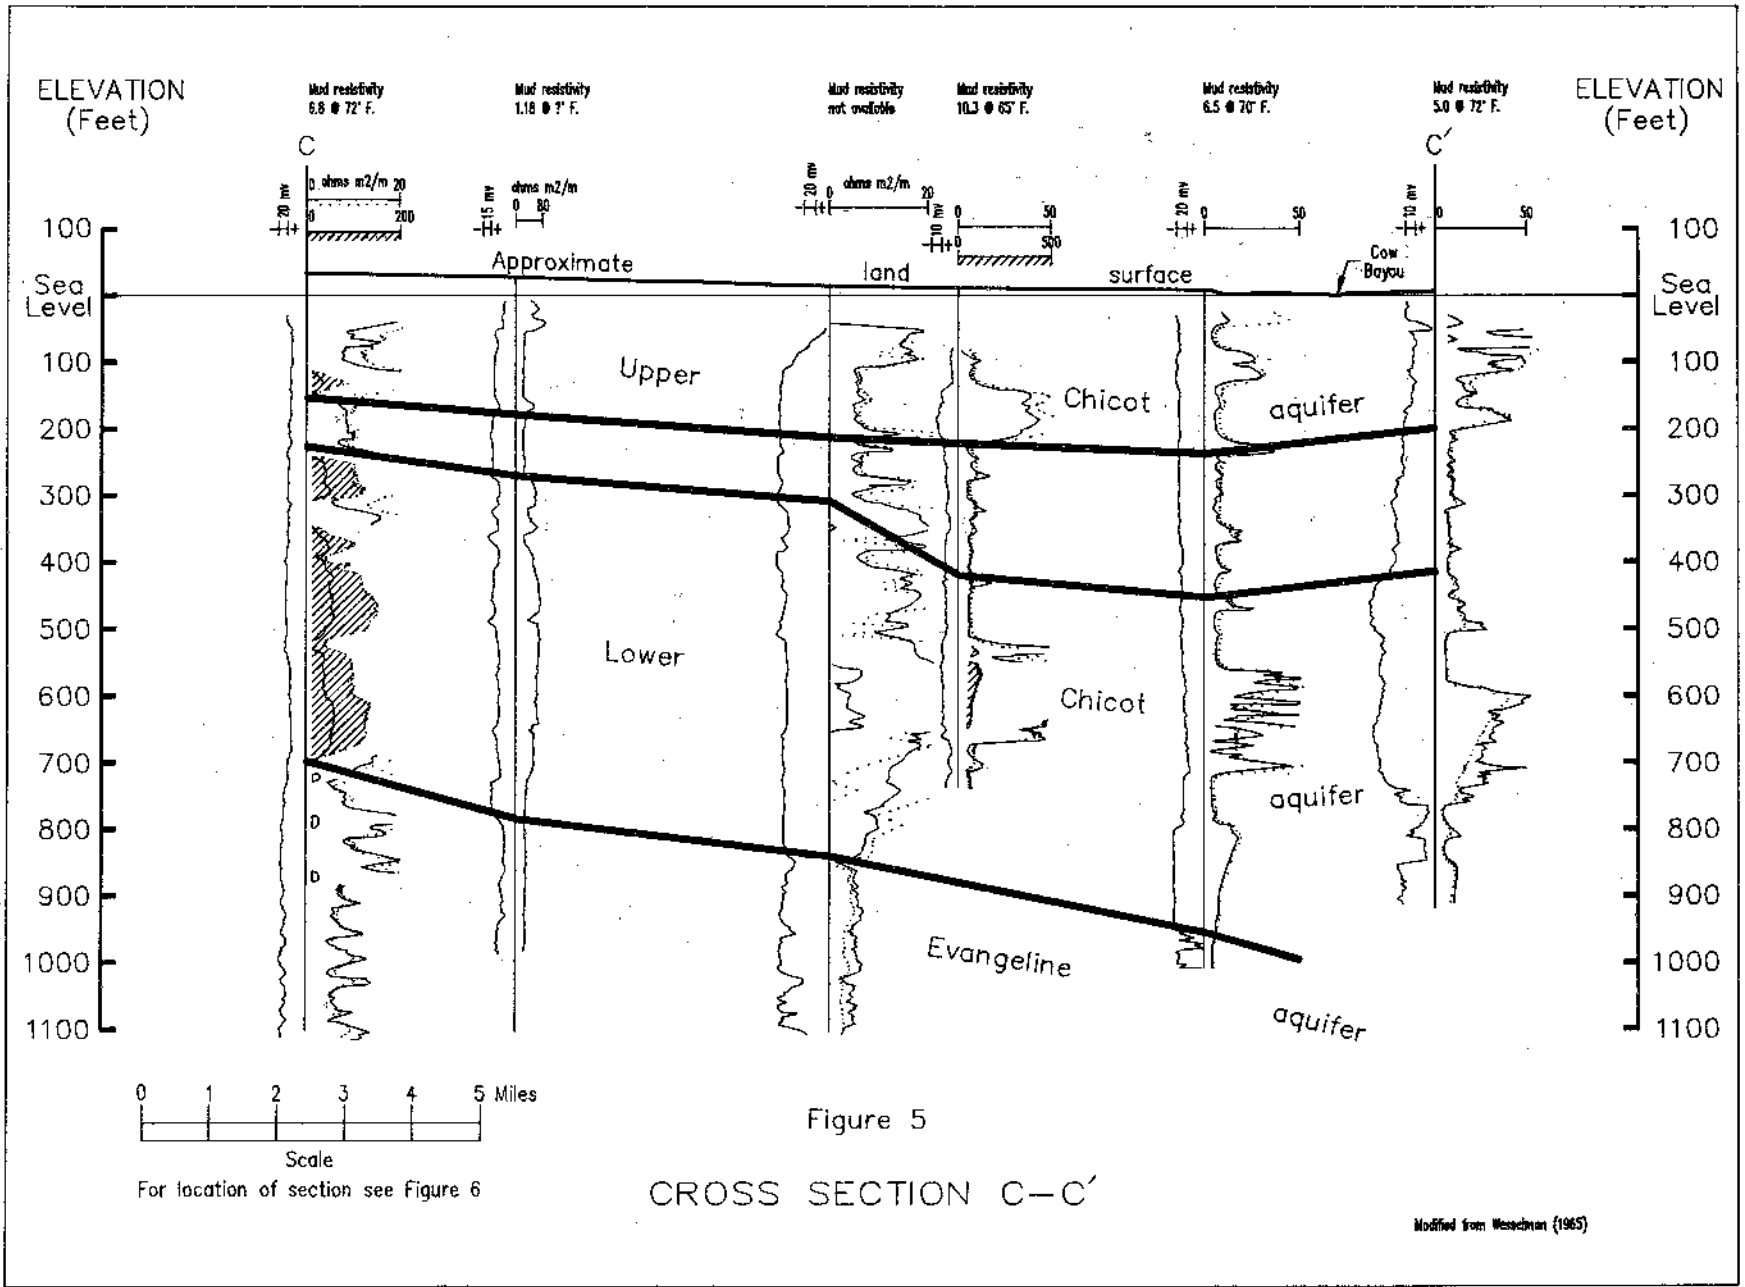 ELEVATION
(Feet)
Mud resistivity
6.8 @ 72° F.
Mud resistivity
1.18 @ ?° F.
Mud resistivity
not available
Mud resistivity
10.3 @ 65° F.
Mud resistivity
6.5 @ 70° F.
Mud resistivity
5.0 @ 72° F.
ELEVATION
(Feet)
C
C'
20 mv
- +
0 ohms m2/m 20
0 200
15 mv
- +
ohms m2/m
0 80
20 mv
- +
0 ohms m2/m 20
10 mv
- +
0 50
0 500
20 mv
- +
0 50
10 mv
- +
0 50
Approximate land surface
Cow
Bayou
100
Sea
Level
100
200
300
400
500
600
700
800
900
1000
1100
100
Sea
Level
100
200
300
400
500
600
700
800
900
1000
1100
Upper Chicot aquifer
Lower Chicot aquifer
D
D
D
Evangeline aquifer
0 1 2 3 4 5 Miles
Scale
For location of section see Figure 6
Figure 5
CROSS SECTION C-C'
Modified from Wesselman (1965)